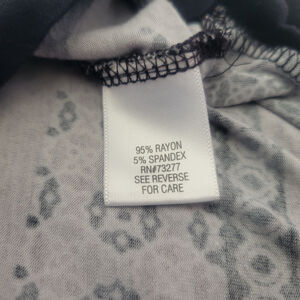 95% RAYON
5% SPANDEX
RN#73277
SEE REVERSE
FOR CARE